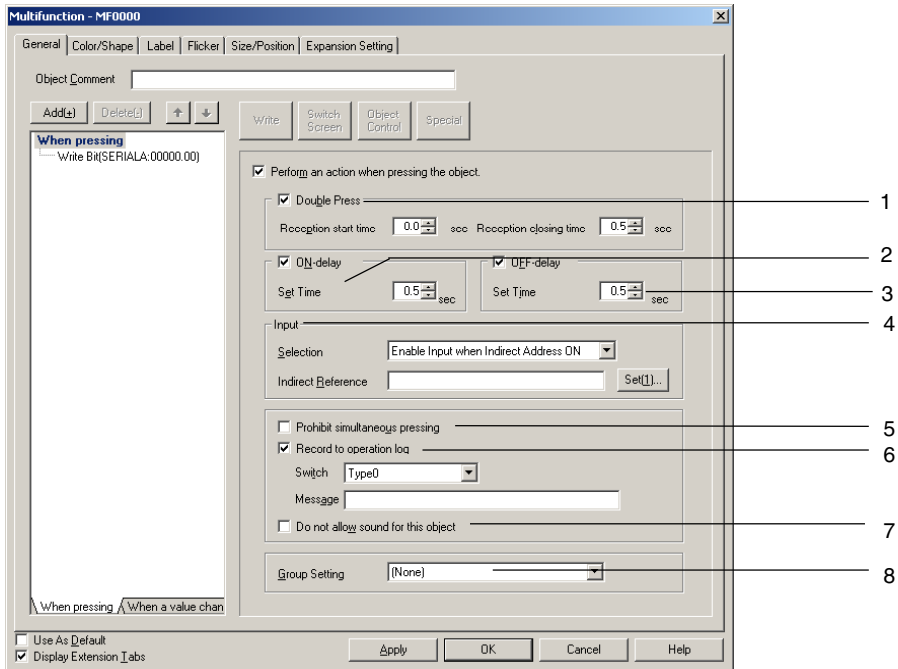 Multifunction - MF0000
General Color/Shape Label Flicker Size/Position Expansion Setting
Object Comment
Add(+) Delete(-) Write Switch Screen Object Control Special
When pressing
Write Bit(SERIALA:00000.00)
Perform an action when pressing the object.
Double Press 1
Reception start time 0.0 sec Reception closing time 0.5 sec
ON-delay OFF-delay 2
Set Time 0.5 sec Set Time 0.5 sec 3
Input 4
Selection Enable Input when Indirect Address ON
Indirect Reference Set(1)...
Prohibit simultaneous pressing 5
Record to operation log 6
Switch Type0
Message
Do not allow sound for this object 7
Group Setting (None) 8
When pressing When a value chan
Use As Default
Display Extension Tabs
Apply OK Cancel Help